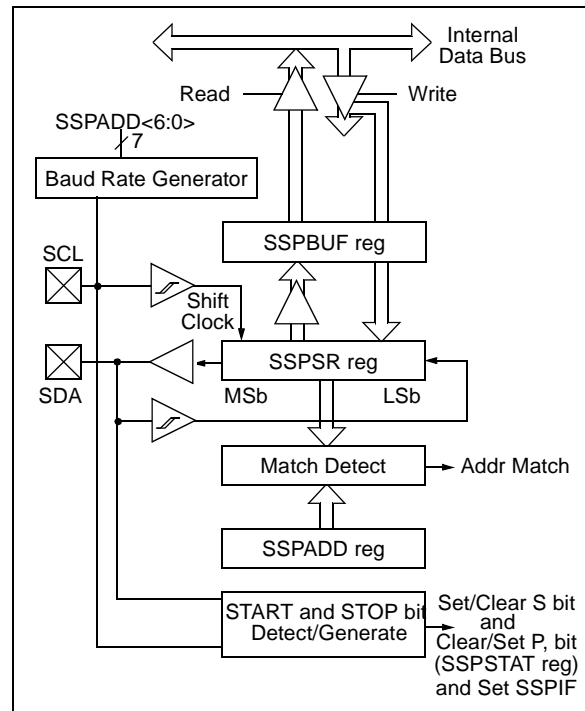 Internal
Data Bus
Read
Write
SSPADD<6:0>
7
Baud Rate Generator
SSPBUF reg
SCL
Shift
Clock
SSPSR reg
SDA
MSb
LSb
Match Detect
Addr Match
SSPADD reg
START and STOP bit
Detect/Generate
Set/Clear S bit
and
Clear/Set P, bit
(SSPSTAT reg)
and Set SSPIF